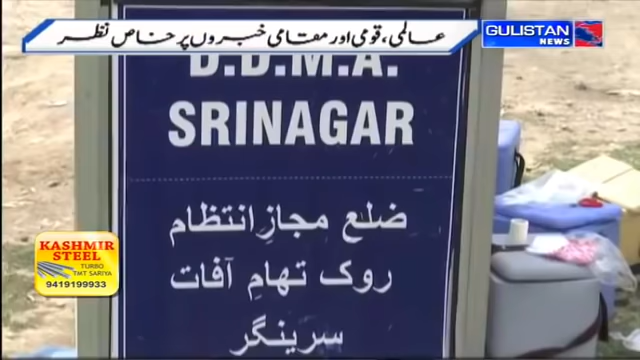 عالمی، قومی اور مقامی خبروں پر خاص نظر
GULISTAN
NEWS
D.D.M.A.
SRINAGAR
ضلع مجازِ انتظام
روک تھامِ آفات
سرینگر
KASHMIR
STEEL
TURBO
TMT SARIYA
9419199933